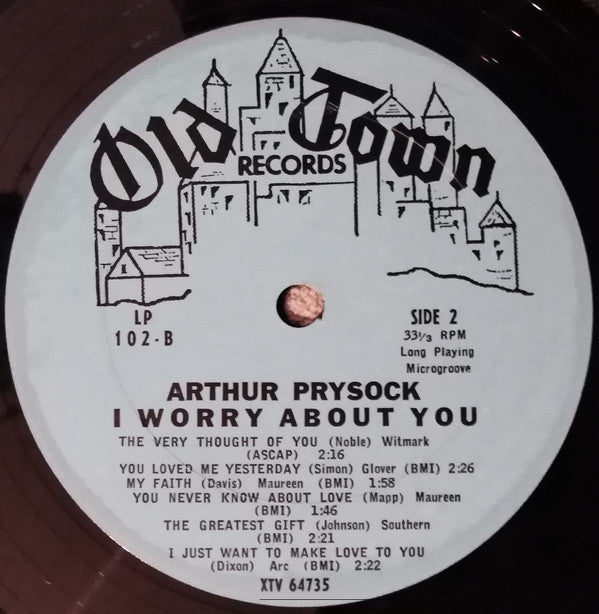 Old Town
RECORDS
LP
102-B
SIDE 2
33 1/3 RPM
Long Playing
Microgroove
ARTHUR PRYSOCK
I WORRY ABOUT YOU
THE VERY THOUGHT OF YOU (Noble) Witmark
(ASCAP) 2:16
YOU LOVED ME YESTERDAY (Simon) Glover (BMI) 2:26
MY FAITH (Davis) Maureen (BMI) 1:58
YOU NEVER KNOW ABOUT LOVE (Mapp) Maureen
(BMI) 1:46
THE GREATEST GIFT (Johnson) Southern
(BMI) 2:21
I JUST WANT TO MAKE LOVE TO YOU
(Dixon) Arc (BMI) 2:22
XTV 64735